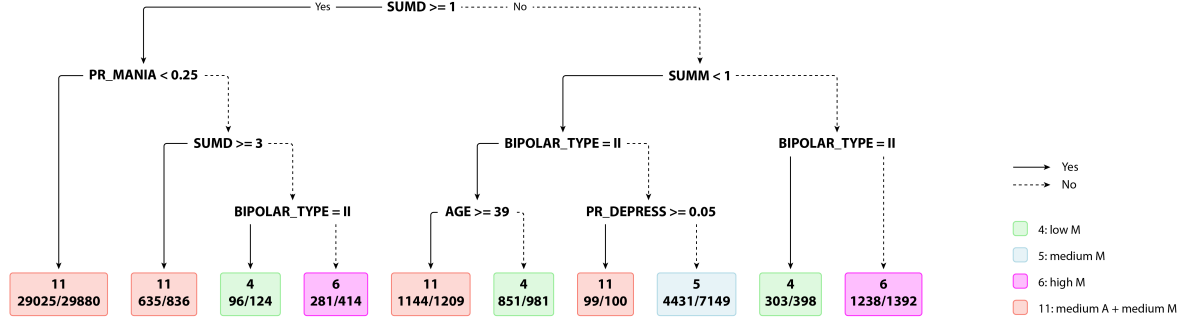 Yes SUMD >= 1 No
PR_MANIA < 0.25
SUMM < 1
SUMD >= 3
BIPOLAR_TYPE = II
BIPOLAR_TYPE = II
BIPOLAR_TYPE = II
AGE >= 39
PR_DEPRESS >= 0.05
11
29025/29880
11
635/836
4
96/124
6
281/414
11
1144/1209
4
851/981
11
99/100
5
4431/7149
4
303/398
6
1238/1392
Yes
No
4: low M
5: medium M
6: high M
11: medium A + medium M